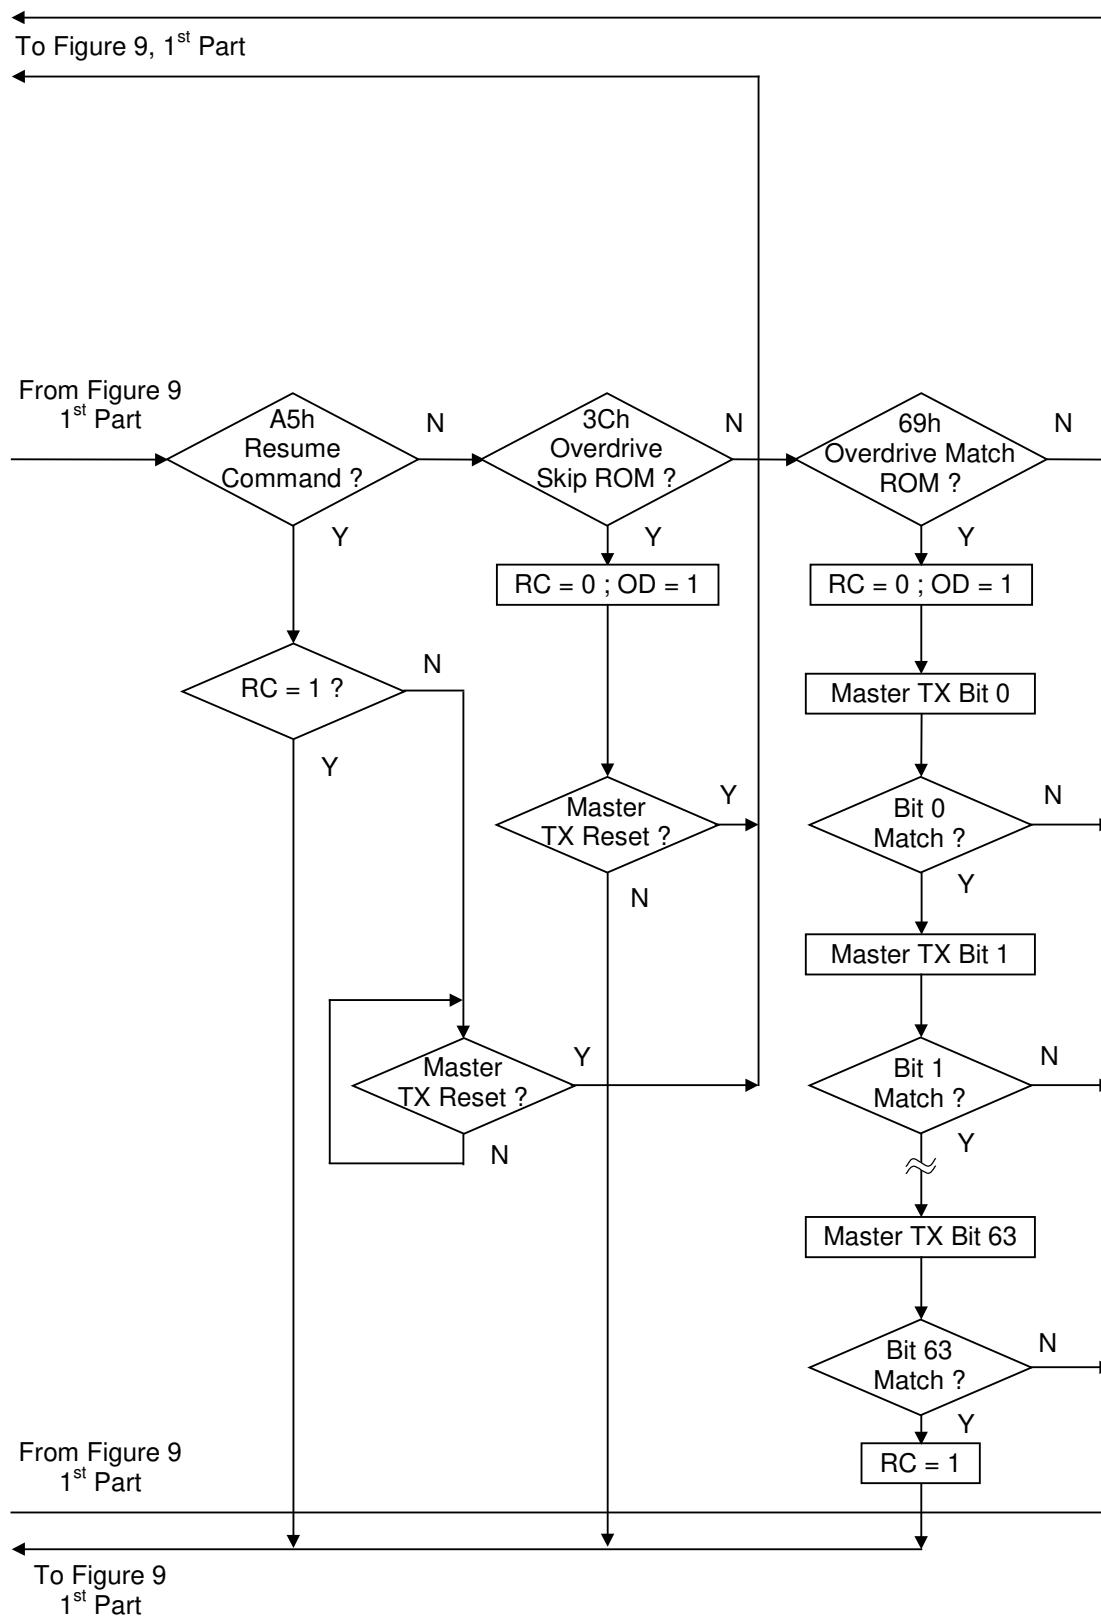 To Figure 9, 1st Part
From Figure 9
1st Part
A5h
Resume
Command ?
N
3Ch
Overdrive
Skip ROM ?
N
69h
Overdrive Match
ROM ?
N
Y
Y
Y
RC = 0 ; OD = 1
RC = 0 ; OD = 1
RC = 1 ?
N
Y
Master TX Bit 0
Master
TX Reset ?
Y
N
Bit 0
Match ?
N
Y
Master TX Bit 1
Master
TX Reset ?
Y
N
Bit 1
Match ?
N
Y
Master TX Bit 63
Bit 63
Match ?
N
Y
RC = 1
From Figure 9
1st Part
To Figure 9
1st Part